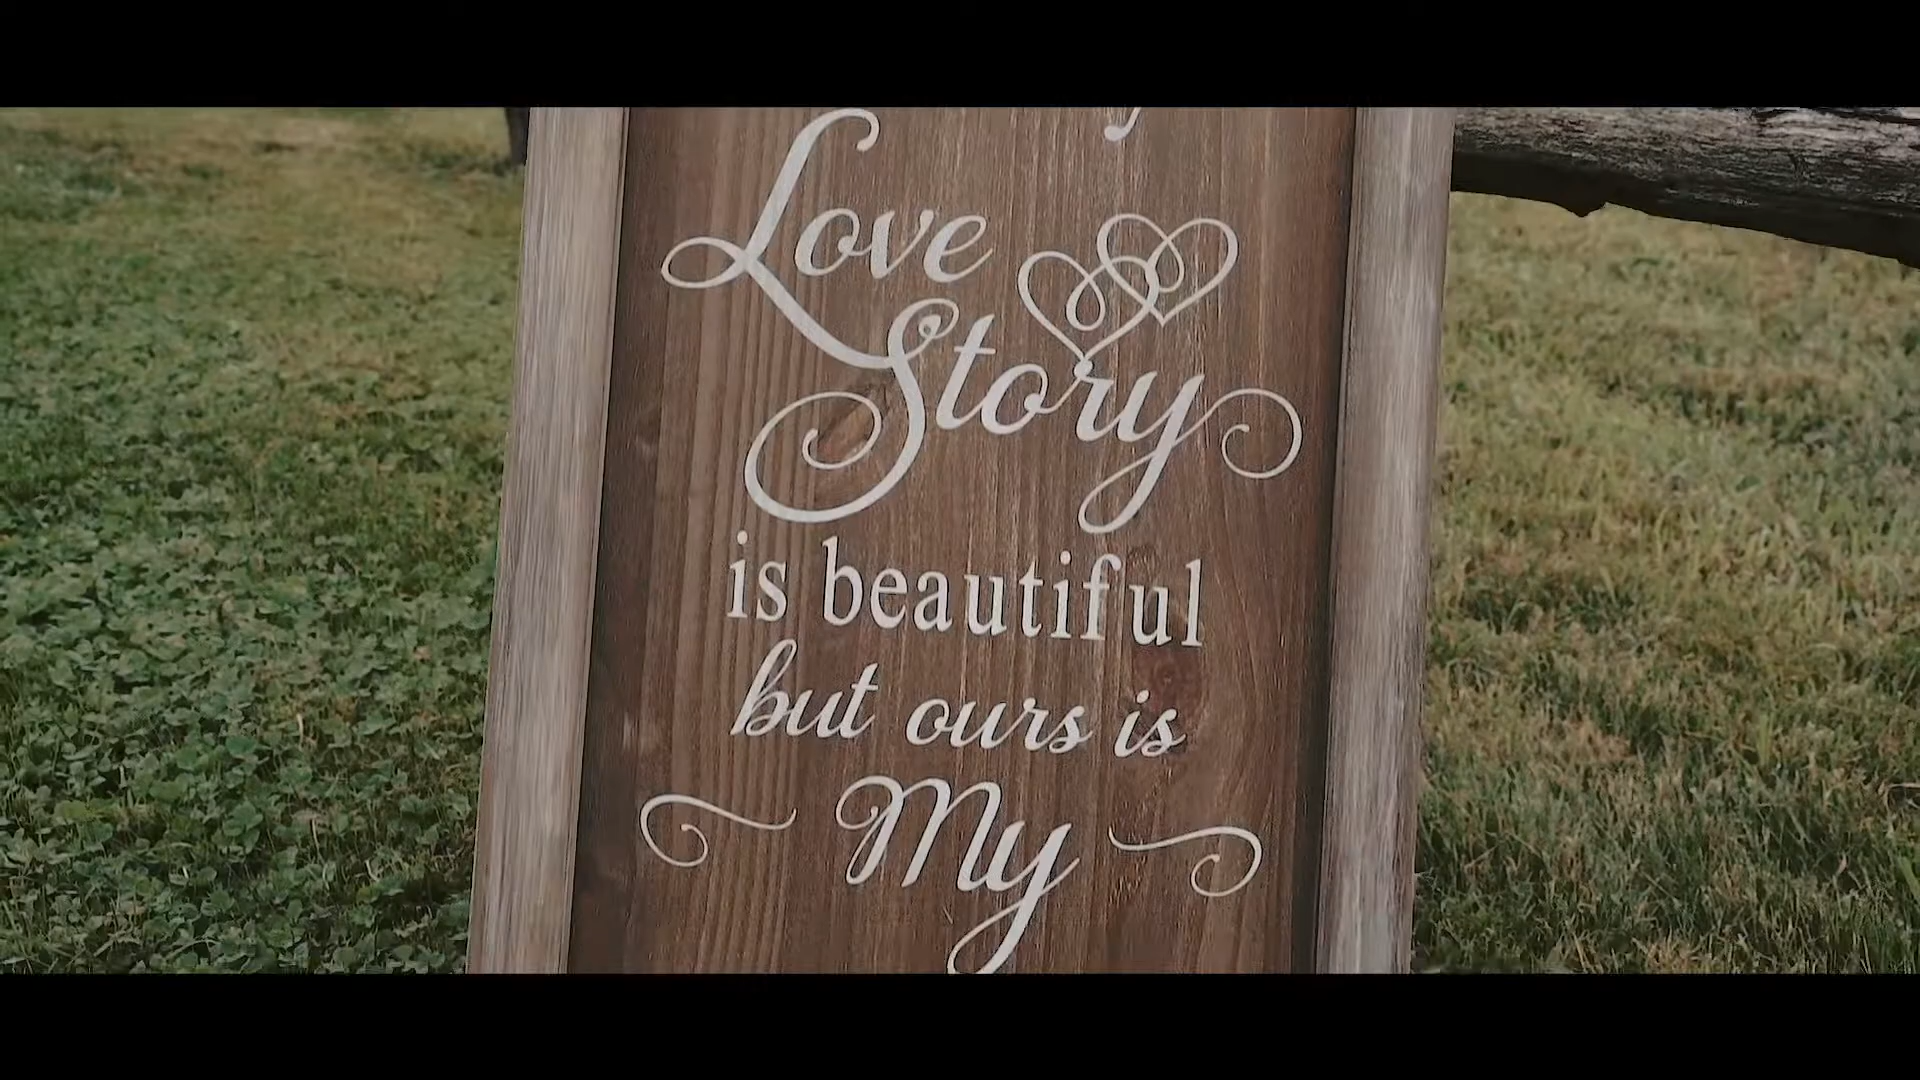 Love
Story
is beautiful
but ours is
My